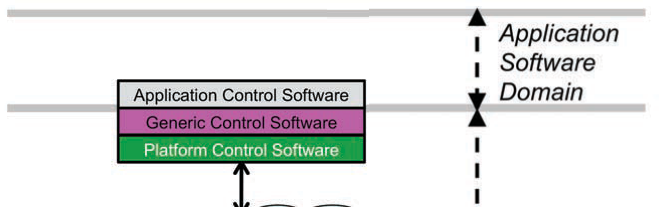 Application
Software
Domain
Application Control Software
Generic Control Software
Platform Control Software